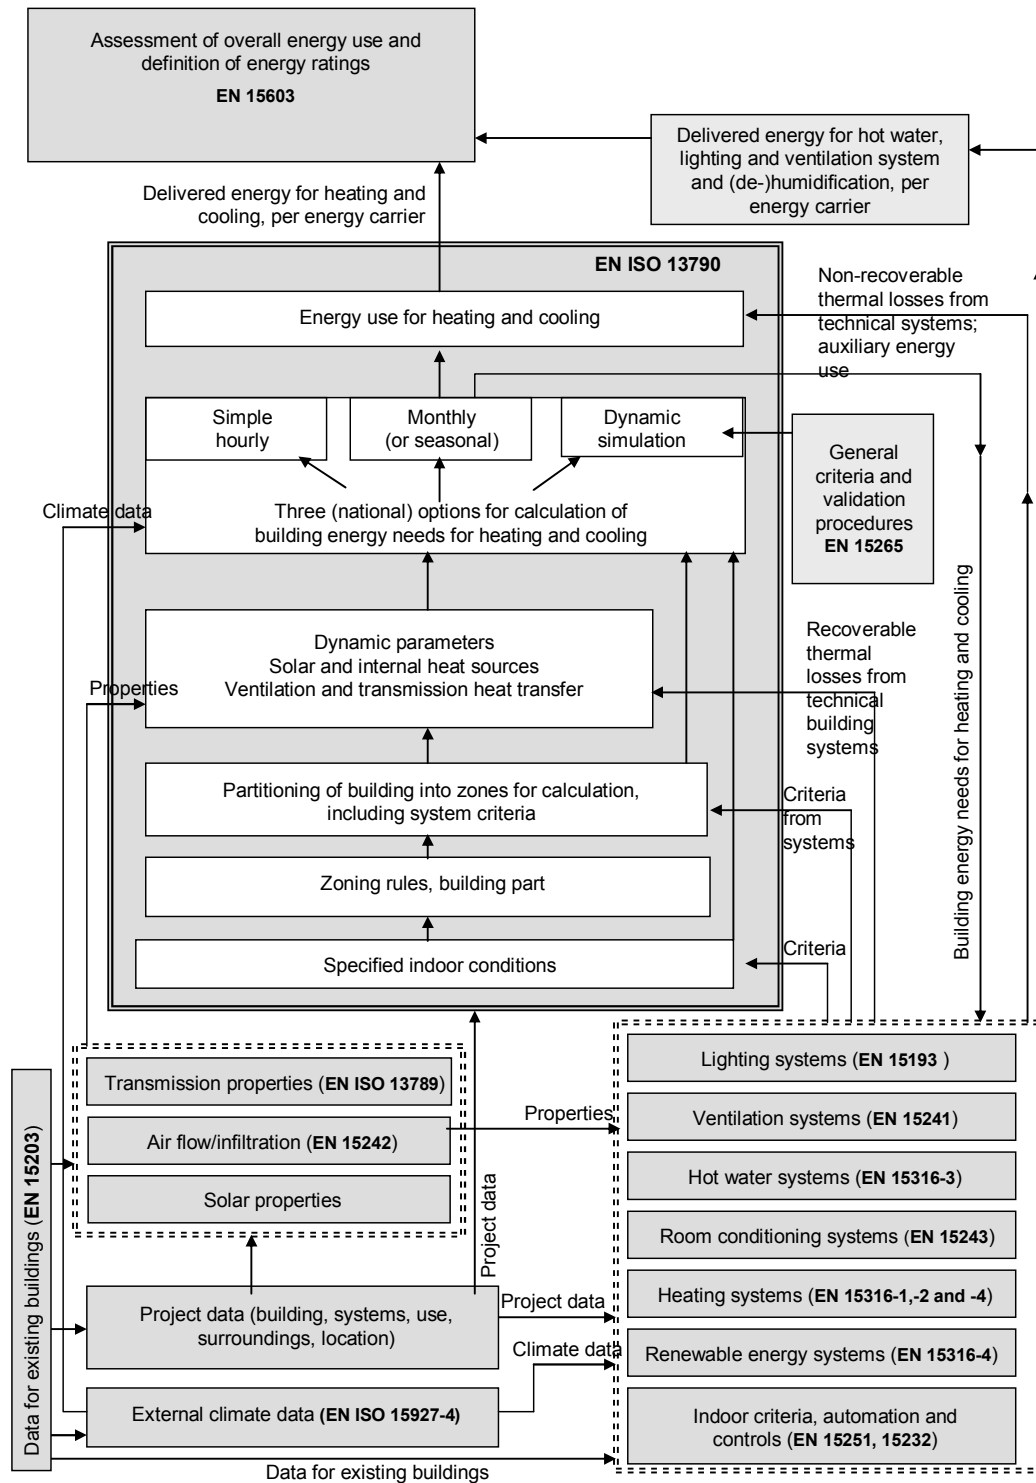 Assessment of overall energy use and
definition of energy ratings
EN 15603
Delivered energy for hot water,
lighting and ventilation system
and (de-)humidification, per
energy carrier
Delivered energy for heating and
cooling, per energy carrier
EN ISO 13790
Non-recoverable
thermal losses from
technical systems;
auxiliary energy
use
Energy use for heating and cooling
Simple
hourly
Monthly
(or seasonal)
Dynamic
simulation
General
criteria and
validation
procedures
EN 15265
Climate data
Three (national) options for calculation of
building energy needs for heating and cooling
Building energy needs for heating and cooling
Dynamic parameters
Solar and internal heat sources
Ventilation and transmission heat transfer
Recoverable
thermal
losses from
technical
building
systems
Properties
Partitioning of building into zones for calculation,
including system criteria
Criteria
from
systems
Zoning rules, building part
Specified indoor conditions
Criteria
Data for existing buildings (EN 15203)
Transmission properties (EN ISO 13789)
Air flow/infiltration (EN 15242)
Solar properties
Properties
Project data
Project data (building, systems, use,
surroundings, location)
Project data
Climate data
External climate data (EN ISO 15927-4)
Data for existing buildings
Lighting systems (EN 15193 )
Ventilation systems (EN 15241)
Hot water systems (EN 15316-3)
Room conditioning systems (EN 15243)
Heating systems (EN 15316-1,-2 and -4)
Renewable energy systems (EN 15316-4)
Indoor criteria, automation and
controls (EN 15251, 15232)